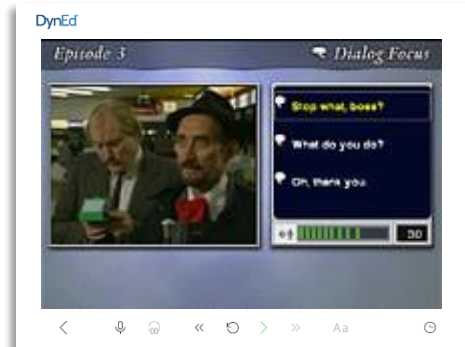 DynEd
Episode 3
Dialog Focus
Stop what, boss?
What do you do?
Oh, thank you.
30
Aa